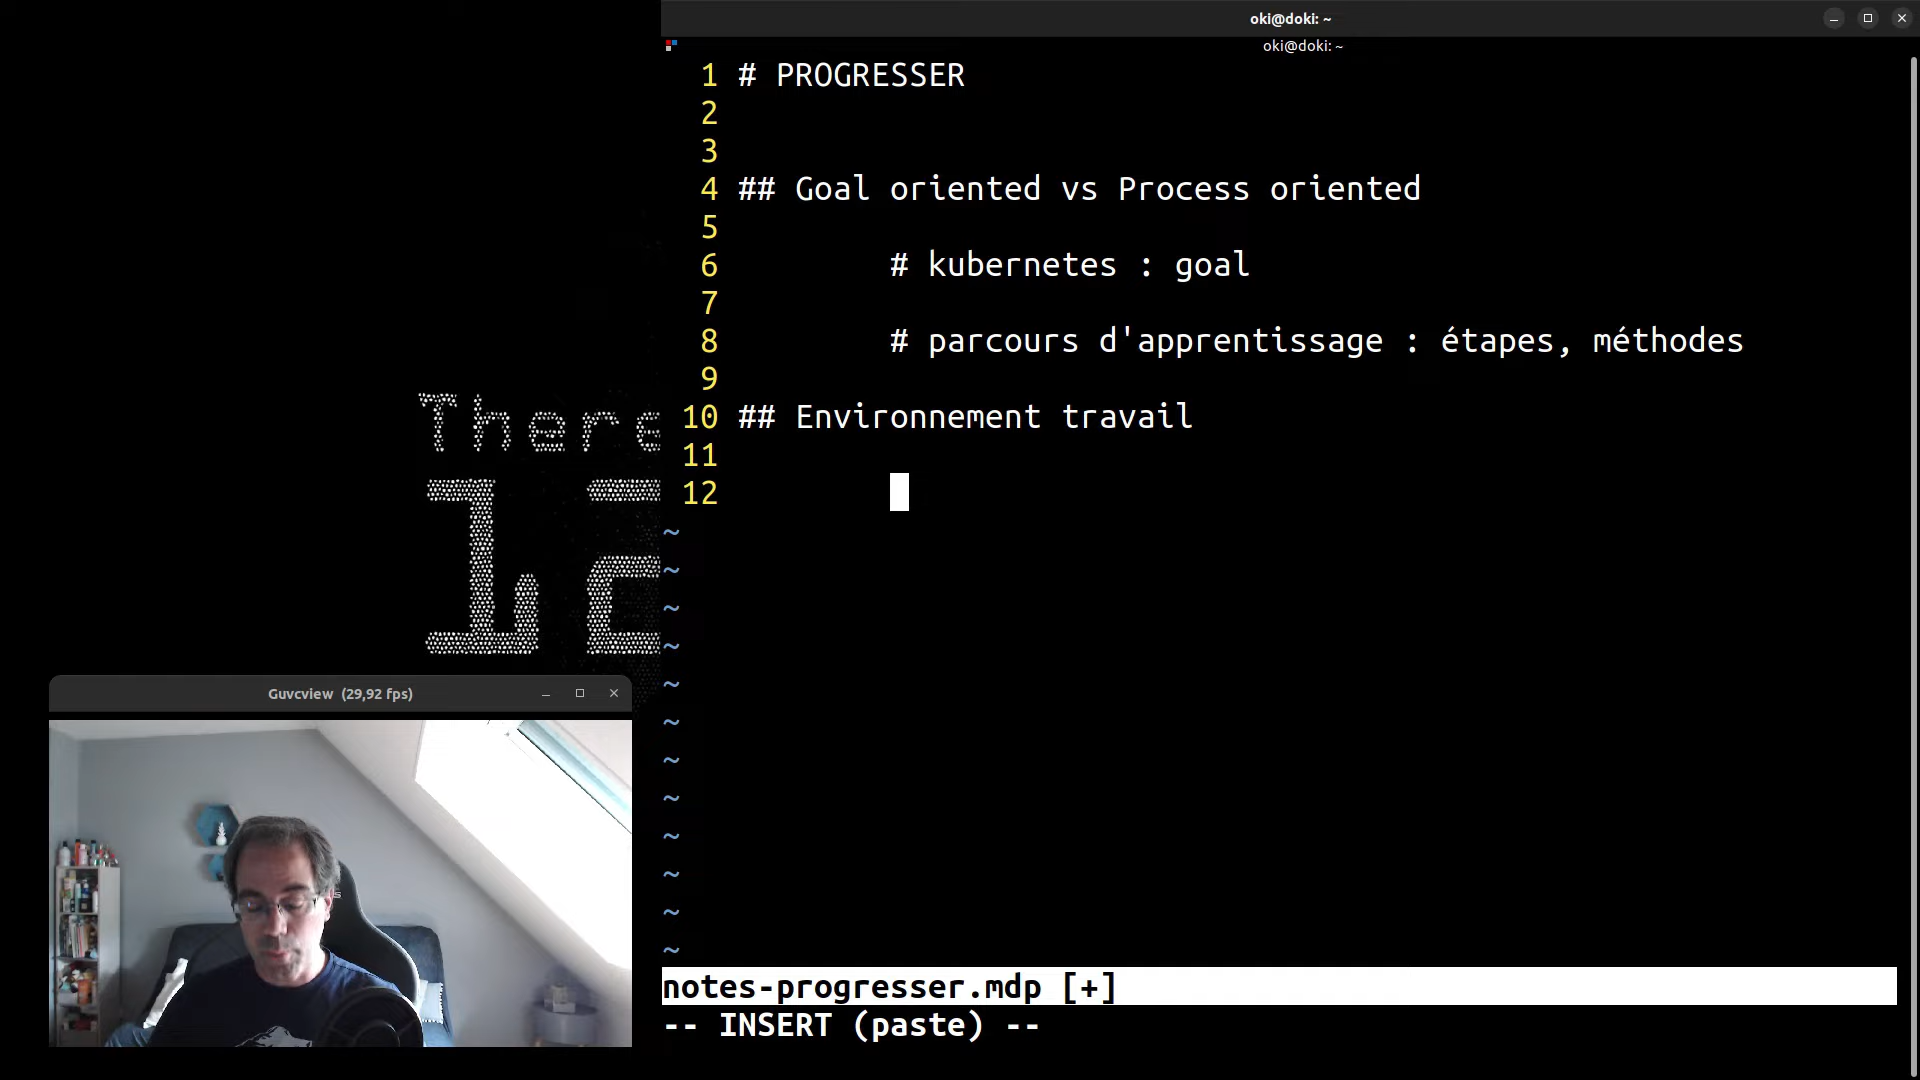 oki@doki: ~
oki@doki: ~
1 # PROGRESSER
2
3
4 ## Goal oriented vs Process oriented
5
6 # kubernetes : goal
7
8 # parcours d'apprentissage : étapes, méthodes
9
10 ## Environnement travail
11
12
~
~
~
~
~
~
~
~
~
~
~
~
notes-progresser.mdp [+]
-- INSERT (paste) --
There
Guvcview (29,92 fps)